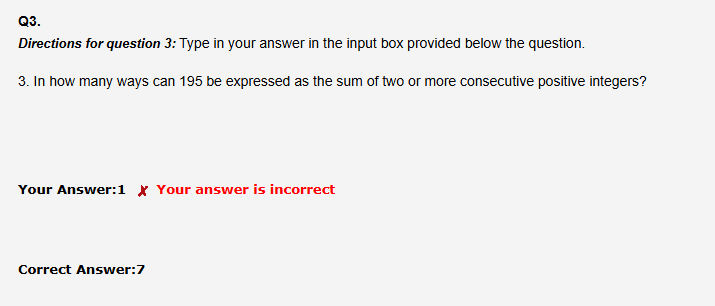 Q3.
Directions for question 3: Type in your answer in the input box provided below the question.
3. In how many ways can 195 be expressed as the sum of two or more consecutive positive integers?
Your Answer:1 ✗ Your answer is incorrect
Correct Answer:7